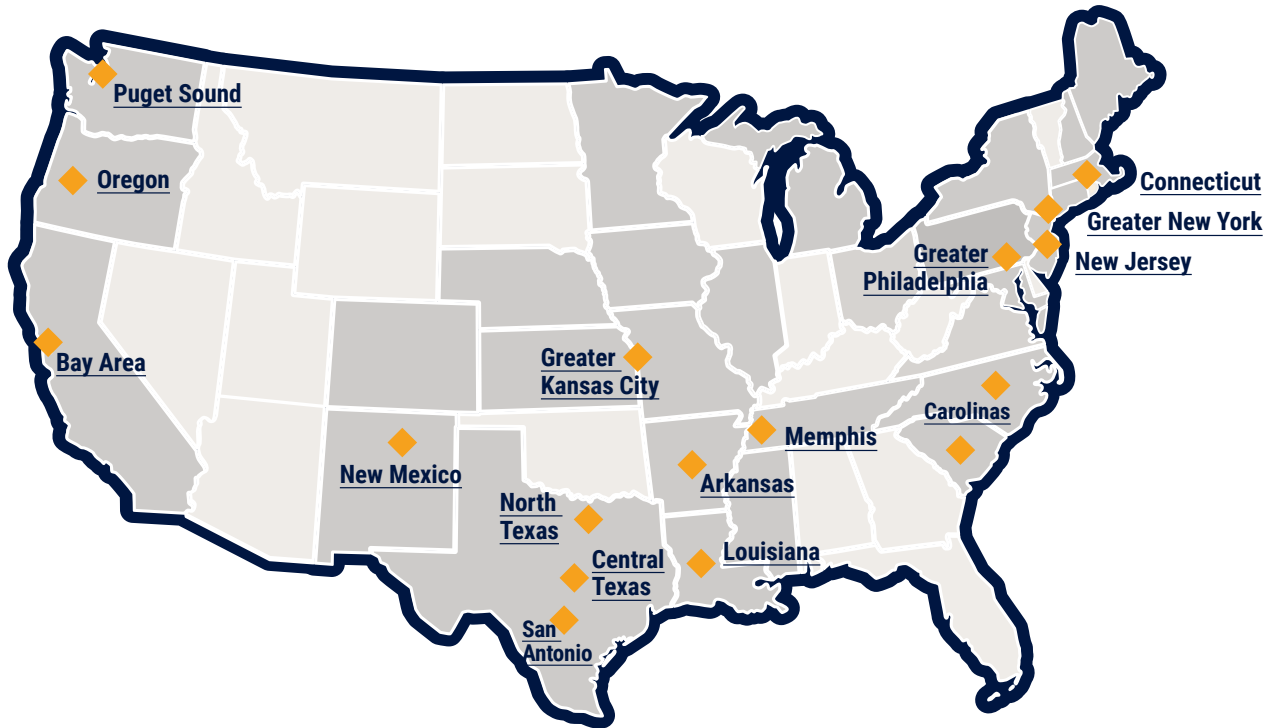 Puget Sound
Oregon
Connecticut
Greater New York
Greater
Philadelphia
New Jersey
Bay Area
Greater
Kansas City
Carolinas
Memphis
New Mexico
Arkansas
North
Texas
Central
Texas
Louisiana
San
Antonio